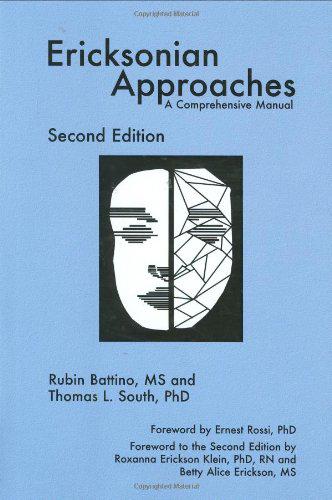 Ericksonian
Approaches
A Comprehensive Manual
Second Edition
Rubin Battino, MS and
Thomas L. South, PhD
Foreword by Ernest Rossi, PhD
Foreword to the Second Edition by
Roxanna Erickson Klein, PhD, RN and
Betty Alice Erickson, MS